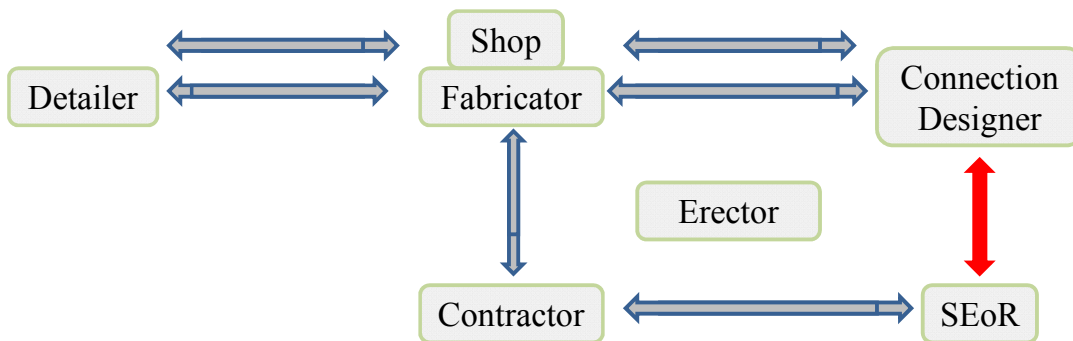 Shop
Detailer
Fabricator
Connection
Designer
Erector
Contractor
SEoR